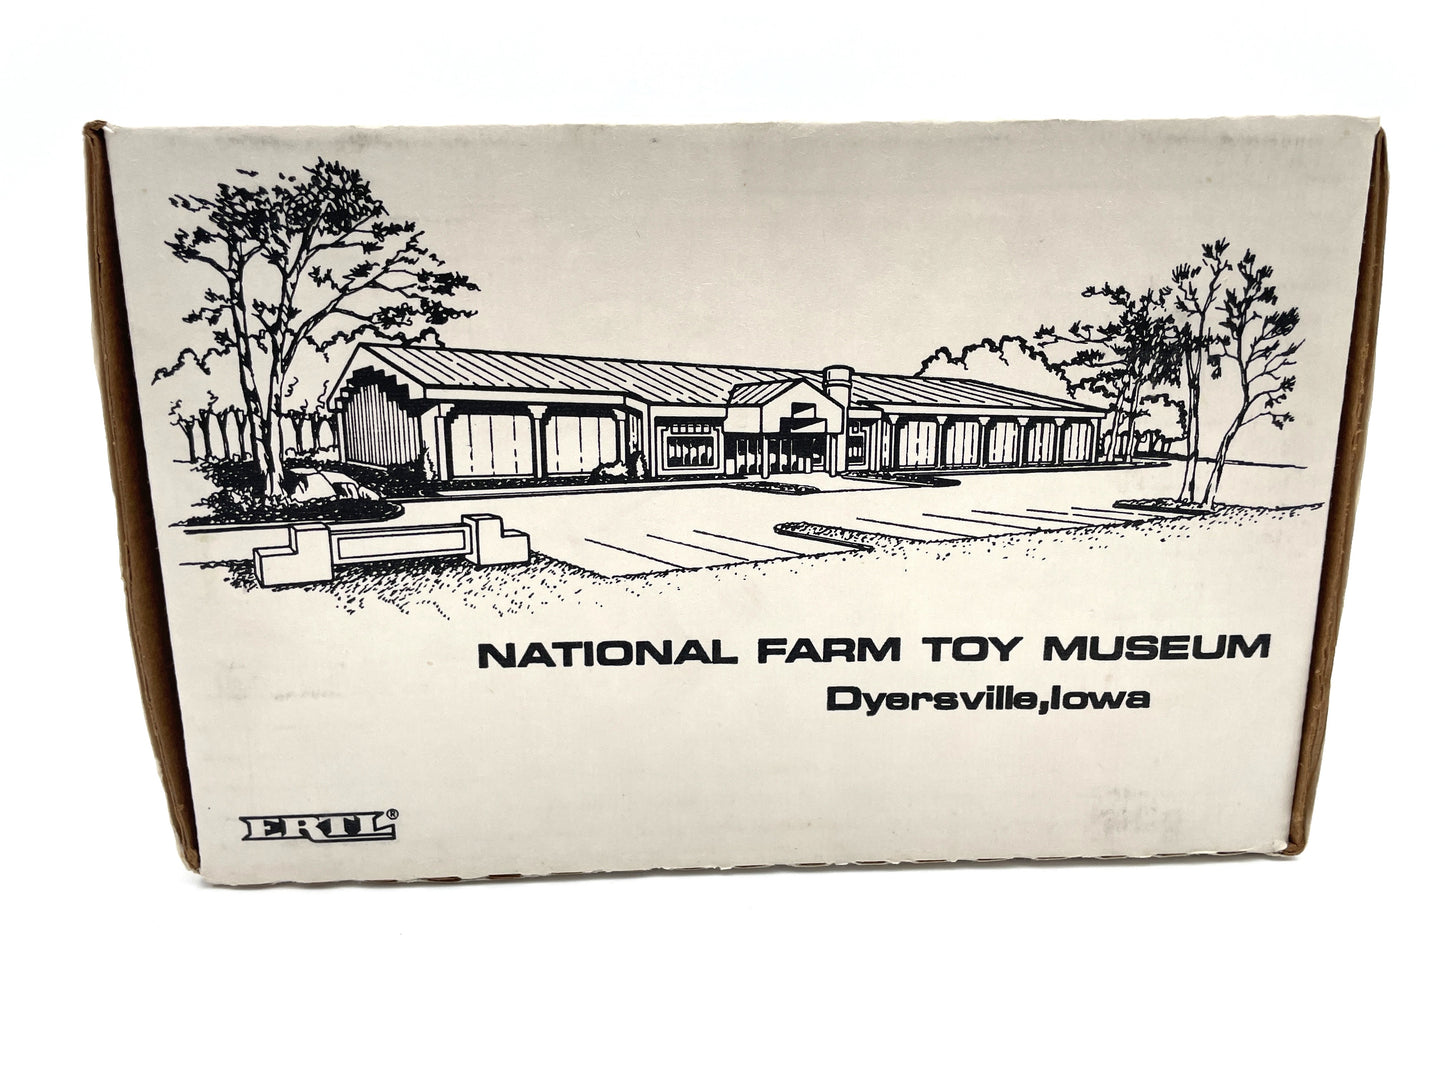 NATIONAL FARM TOY MUSEUM
Dyersville,Iowa
ERTL®